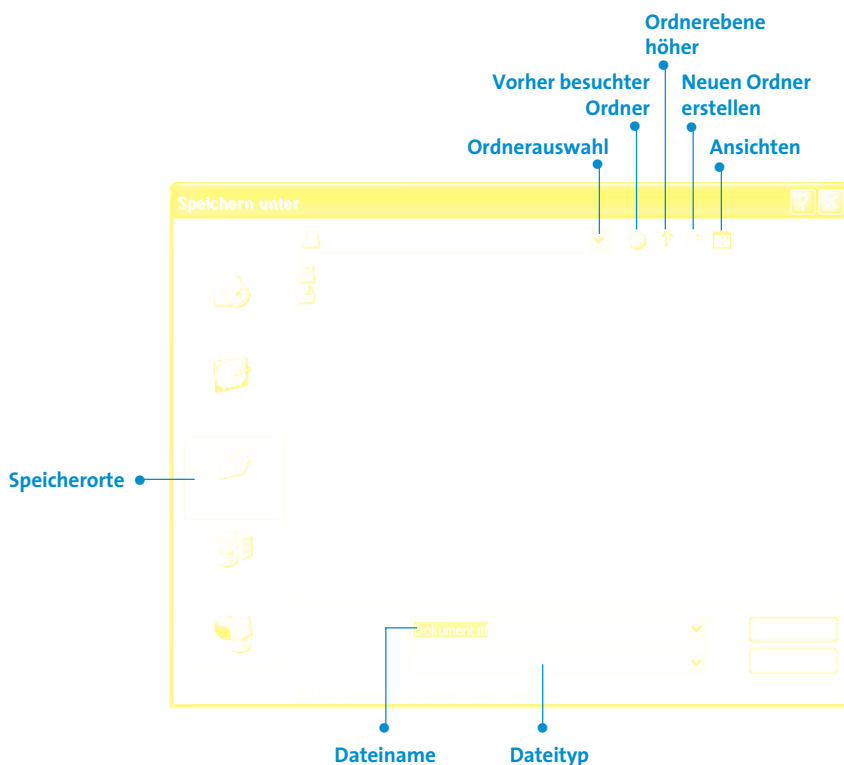 Ordnerebene
höher
Vorher besuchter
Ordner
Neuen Ordner
erstellen
Ordnerauswahl
Ansichten
Speichern unter
Speicherorte
Dateiname
Dateityp